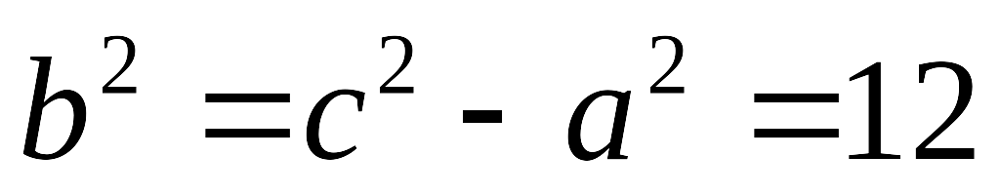 b² = c² - a² = 12